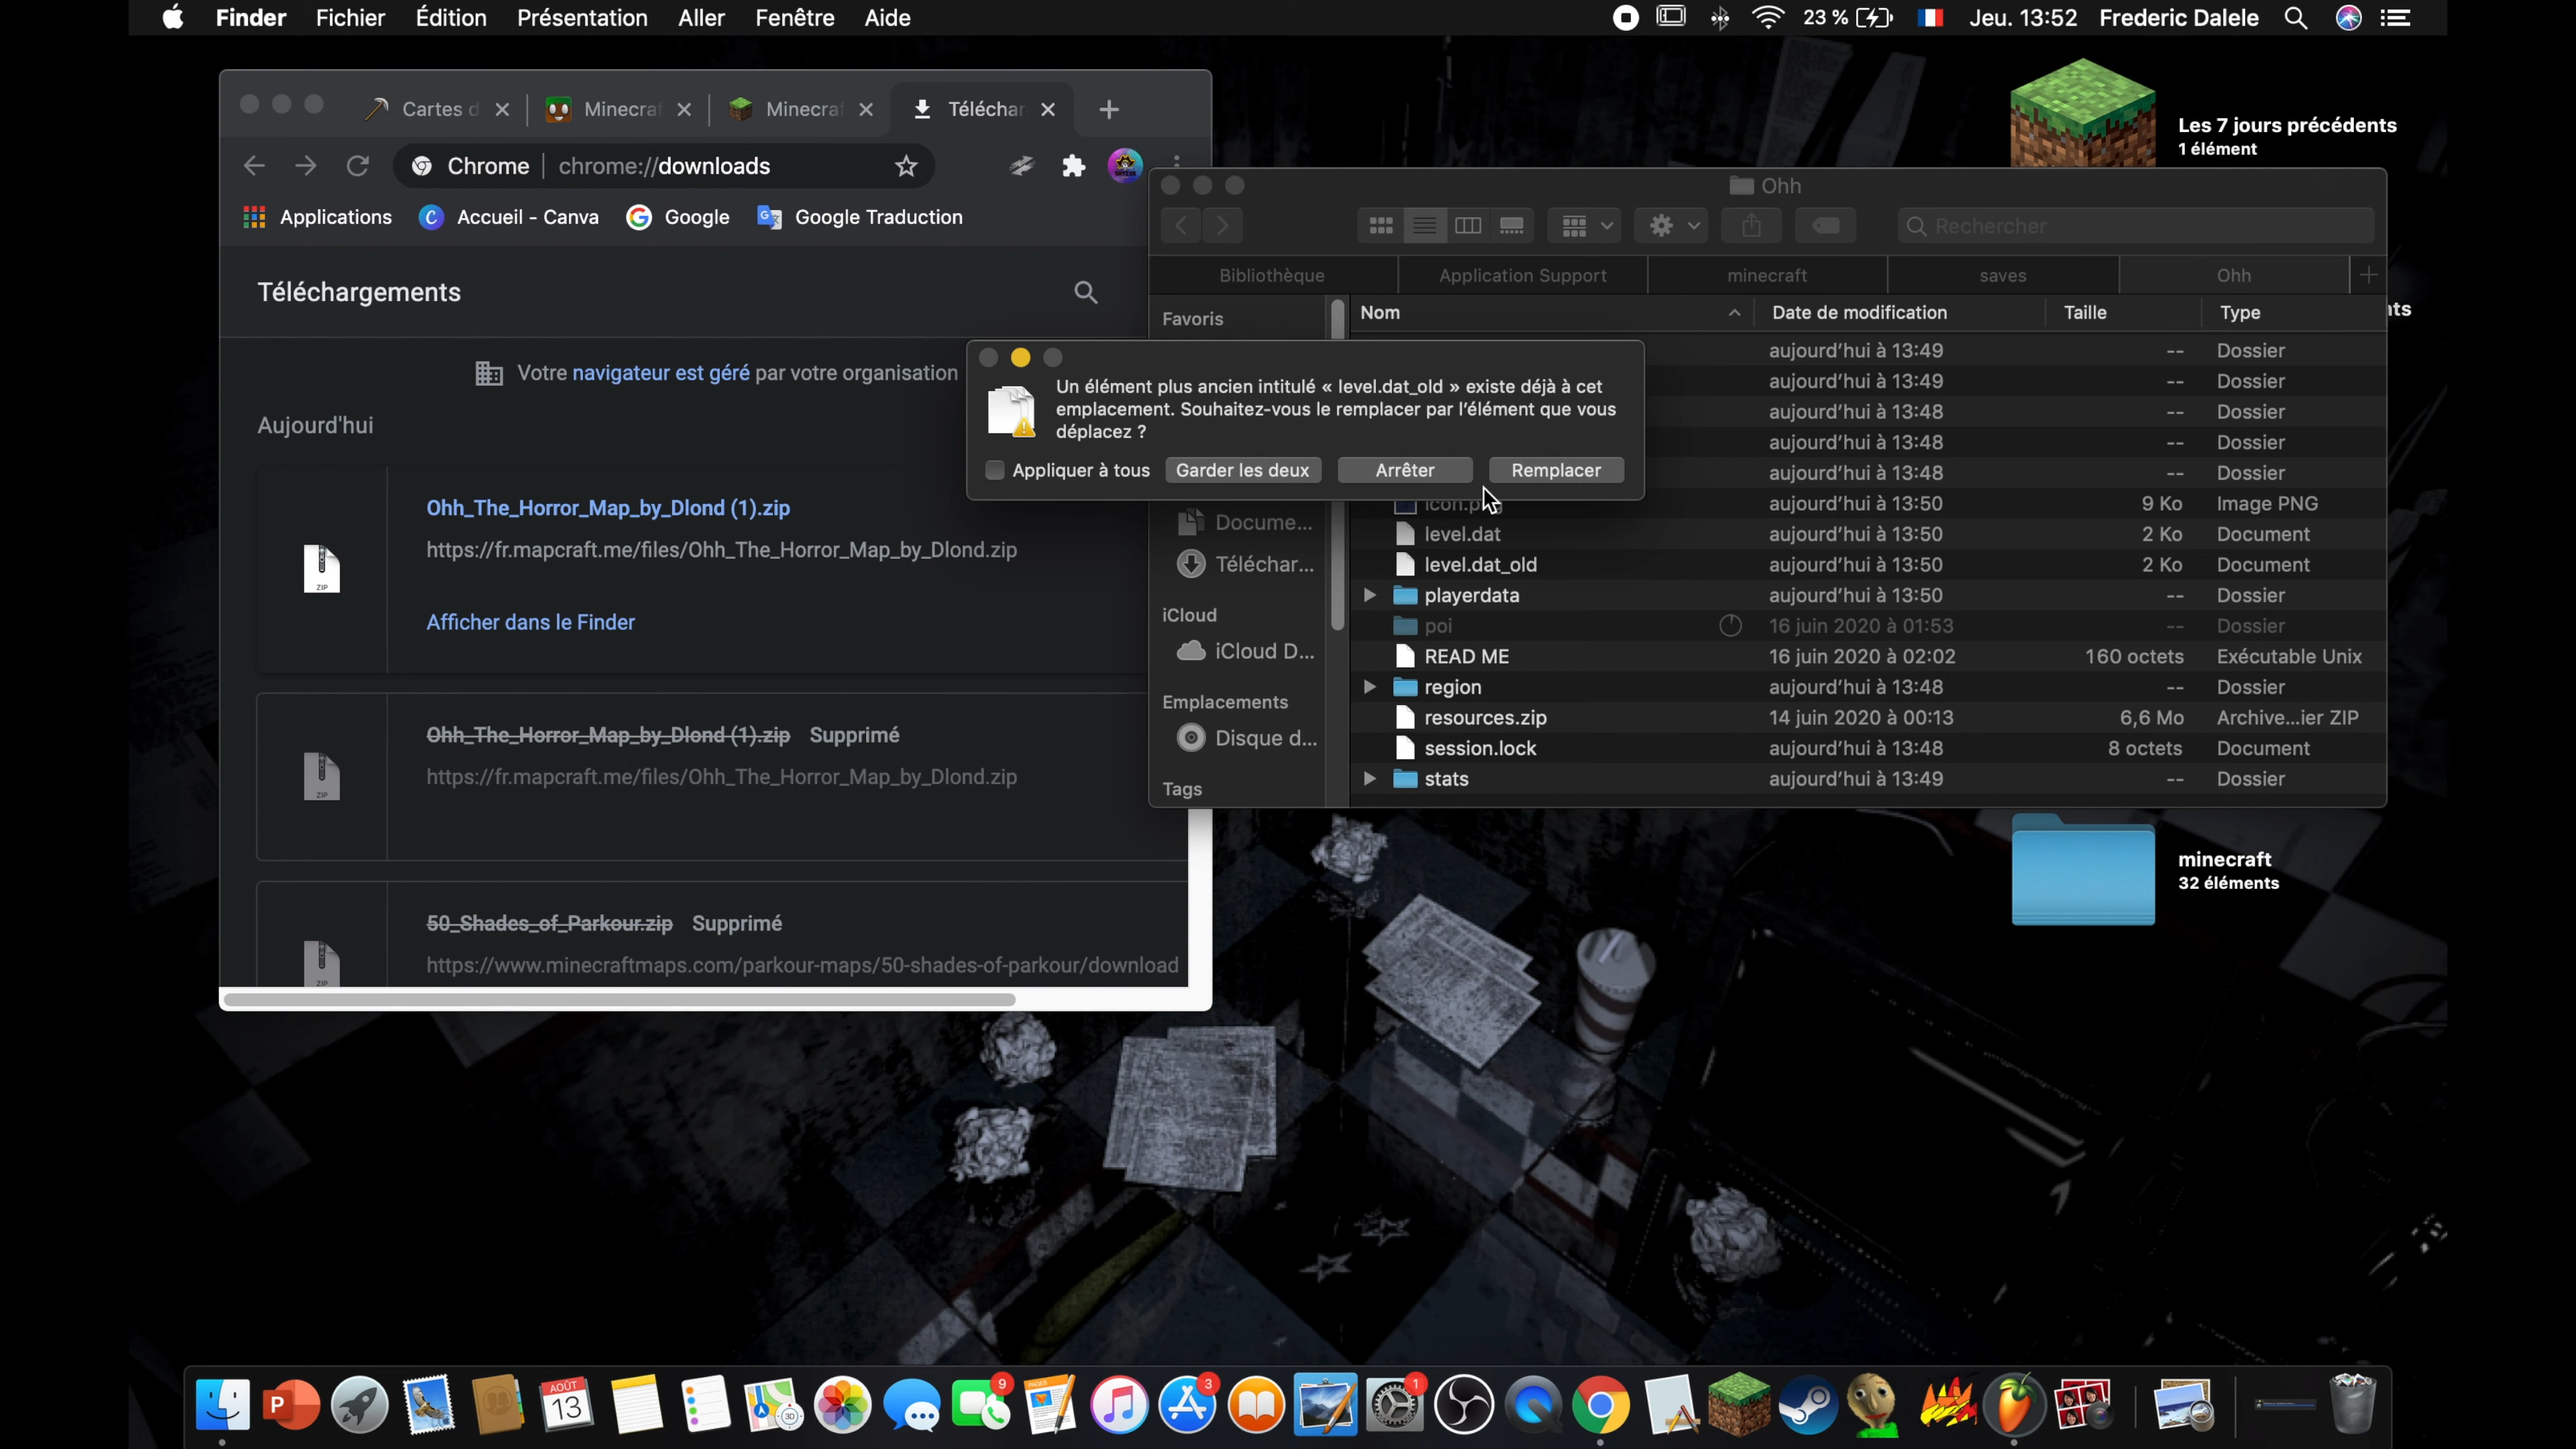 Finder Fichier Édition Présentation Aller Fenêtre Aide
23 % Jeu. 13:52 Frederic Dalele
Cartes d
Minecraf
Minecraf
Téléchar
Chrome chrome://downloads
Applications Accueil - Canva Google Google Traduction
Téléchargements
Votre navigateur est géré par votre organisation
Aujourd'hui
Ohh_The_Horror_Map_by_Dlond (1).zip
https://fr.mapcraft.me/files/Ohh_The_Horror_Map_by_Dlond.zip
Afficher dans le Finder
ZIP
Ohh_The_Horror_Map_by_Dlond (1).zip Supprimé
https://fr.mapcraft.me/files/Ohh_The_Horror_Map_by_Dlond.zip
ZIP
50_Shades_of_Parkour.zip Supprimé
https://www.minecraftmaps.com/parkour-maps/50-shades-of-parkour/download
ZIP
Un élément plus ancien intitulé « level.dat_old » existe déjà à cet
emplacement. Souhaitez-vous le remplacer par l'élément que vous
déplacez ?
Appliquer à tous Garder les deux Arrêter Remplacer
Ohh
Rechercher
Bibliothèque Application Support minecraft saves Ohh
Favoris
Docume...
Téléchar...
iCloud
iCloud D...
Emplacements
Disque d...
Tags
Nom Date de modification Taille Type
aujourd'hui à 13:49 -- Dossier
aujourd'hui à 13:49 -- Dossier
aujourd'hui à 13:48 -- Dossier
aujourd'hui à 13:48 -- Dossier
aujourd'hui à 13:48 -- Dossier
icon.png aujourd'hui à 13:50 9 Ko Image PNG
level.dat aujourd'hui à 13:50 2 Ko Document
level.dat_old aujourd'hui à 13:50 2 Ko Document
playerdata aujourd'hui à 13:50 -- Dossier
poi 16 juin 2020 à 01:53 -- Dossier
READ ME 16 juin 2020 à 02:02 160 octets Exécutable Unix
region aujourd'hui à 13:48 -- Dossier
resources.zip 14 juin 2020 à 00:13 6,6 Mo Archive...ier ZIP
session.lock aujourd'hui à 13:48 8 octets Document
stats aujourd'hui à 13:49 -- Dossier
Les 7 jours précédents
1 élément
ts
minecraft
32 éléments
AOÛT
13
3D
9
PAGES
3
1